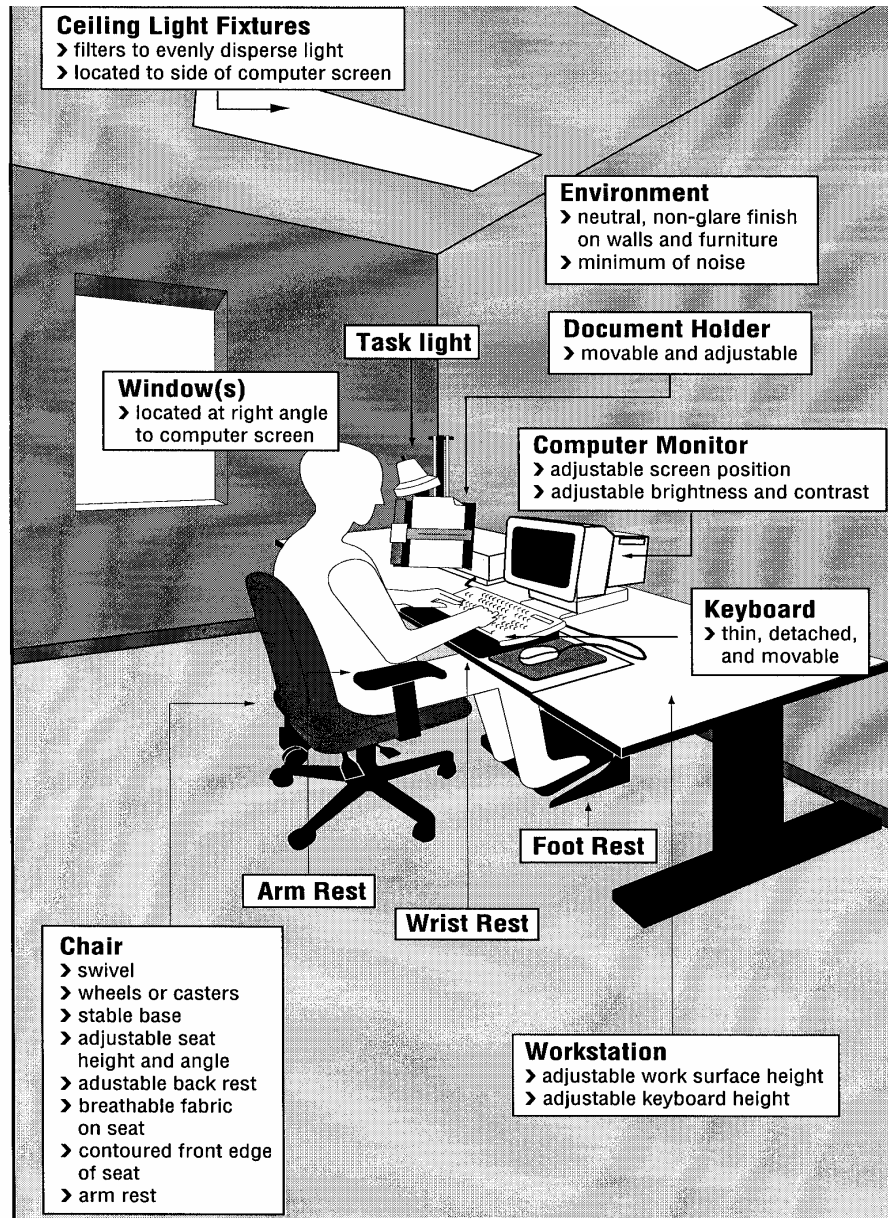 Ceiling Light Fixtures
❯ filters to evenly disperse light
❯ located to side of computer screen
Environment
❯ neutral, non-glare finish
on walls and furniture
❯ minimum of noise
Task light
Document Holder
❯ movable and adjustable
Window(s)
❯ located at right angle
to computer screen
Computer Monitor
❯ adjustable screen position
❯ adjustable brightness and contrast
Keyboard
❯ thin, detached,
and movable
Foot Rest
Arm Rest
Wrist Rest
Chair
❯ swivel
❯ wheels or casters
❯ stable base
❯ adjustable seat
height and angle
❯ adustable back rest
❯ breathable fabric
on seat
❯ contoured front edge
of seat
❯ arm rest
Workstation
❯ adjustable work surface height
❯ adjustable keyboard height